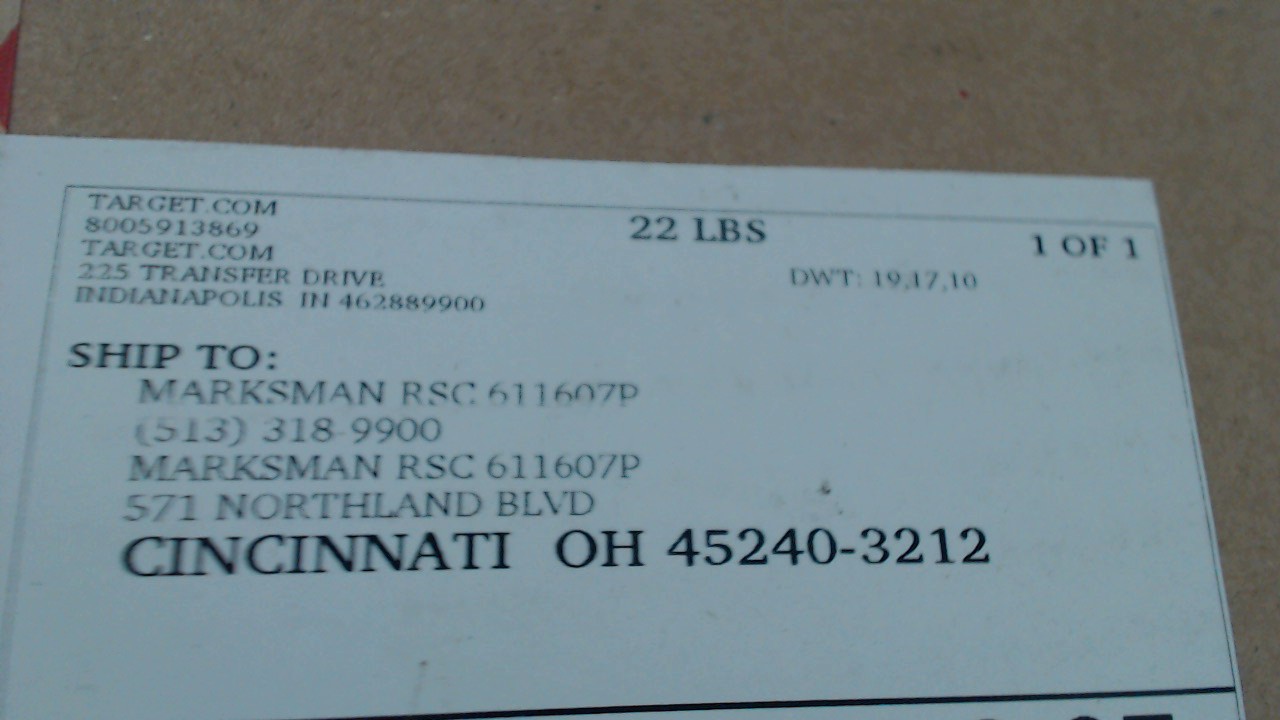 TARGET.COM
8005913869
TARGET.COM
225 TRANSFER DRIVE
INDIANAPOLIS IN 462889900
22 LBS
1 OF 1
DWT: 19,17,10
SHIP TO:
MARKSMAN RSC 611607P
(513) 318-9900
MARKSMAN RSC 611607P
571 NORTHLAND BLVD
CINCINNATI OH 45240-3212